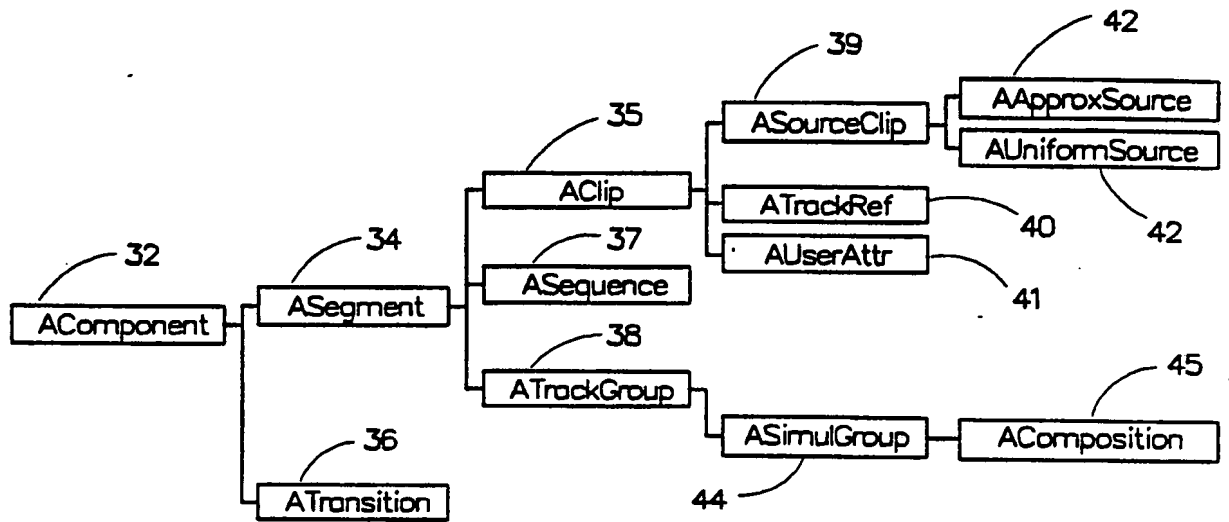 42
39
AApproxSource
35
ASourceClip
AUniformSource
AClip
ATrackRef
40
42
34
37
AUserAttr
32
41
ASegment
ASequence
AComponent
38
45
ATrackGroup
36
ASimulGroup
AComposition
44
ATransition